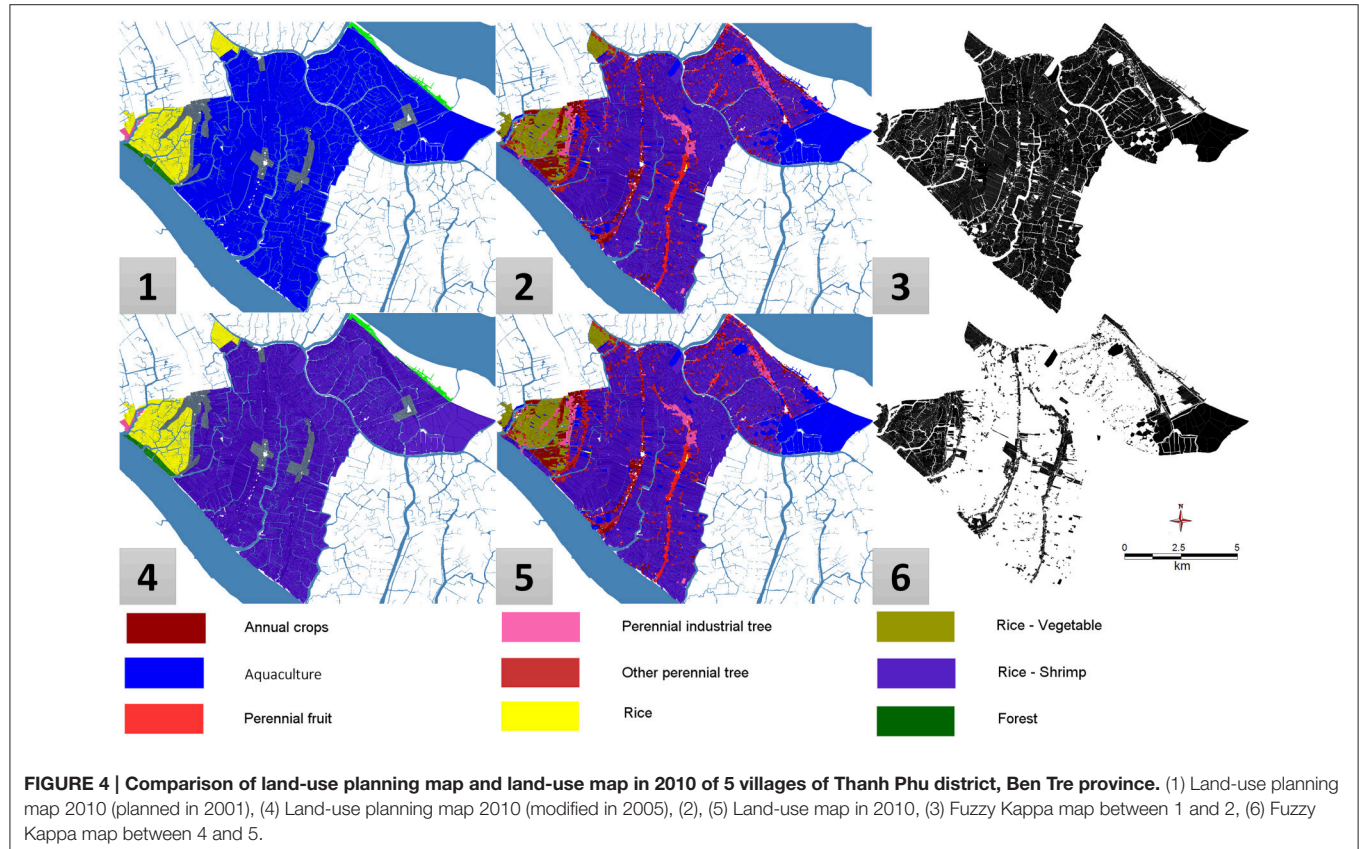 1
2
3
4
5
6
N
0 2.5 5
km
Annual crops
Perennial industrial tree
Rice - Vegetable
Aquaculture
Other perennial tree
Rice - Shrimp
Perennial fruit
Rice
Forest
FIGURE 4 | Comparison of land-use planning map and land-use map in 2010 of 5 villages of Thanh Phu district, Ben Tre province. (1) Land-use planning
map 2010 (planned in 2001), (4) Land-use planning map 2010 (modified in 2005), (2), (5) Land-use map in 2010, (3) Fuzzy Kappa map between 1 and 2, (6) Fuzzy
Kappa map between 4 and 5.